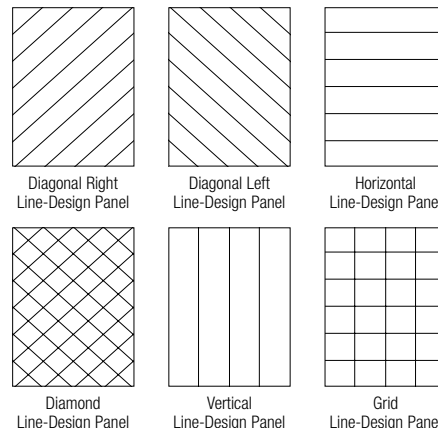 Diagonal Right
Line-Design Panel
Diagonal Left
Line-Design Panel
Horizontal
Line-Design Pane
Diamond
Line-Design Panel
Vertical
Line-Design Panel
Grid
Line-Design Pane